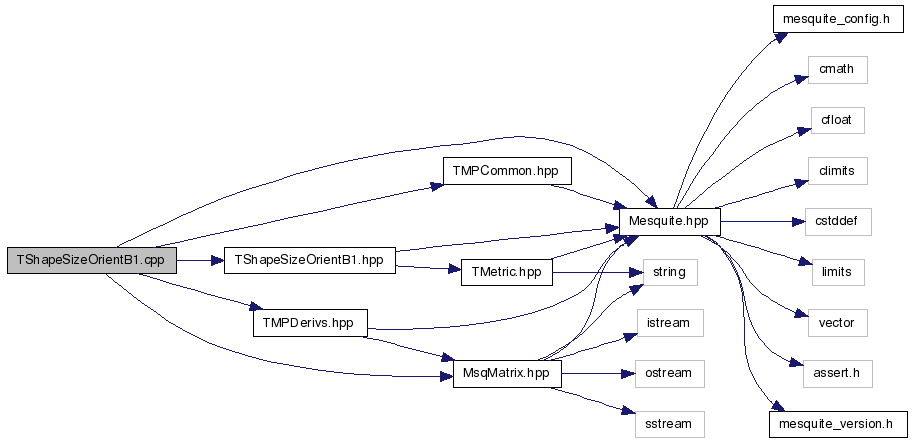 mesquite_config.h
cmath
cfloat
climits
TMPCommon.hpp
Mesquite.hpp
cstddef
TShapeSizeOrientB1.cpp
TShapeSizeOrientB1.hpp
TMetric.hpp
string
limits
TMPDerivs.hpp
istream
vector
MsqMatrix.hpp
ostream
assert.h
sstream
mesquite_version.h